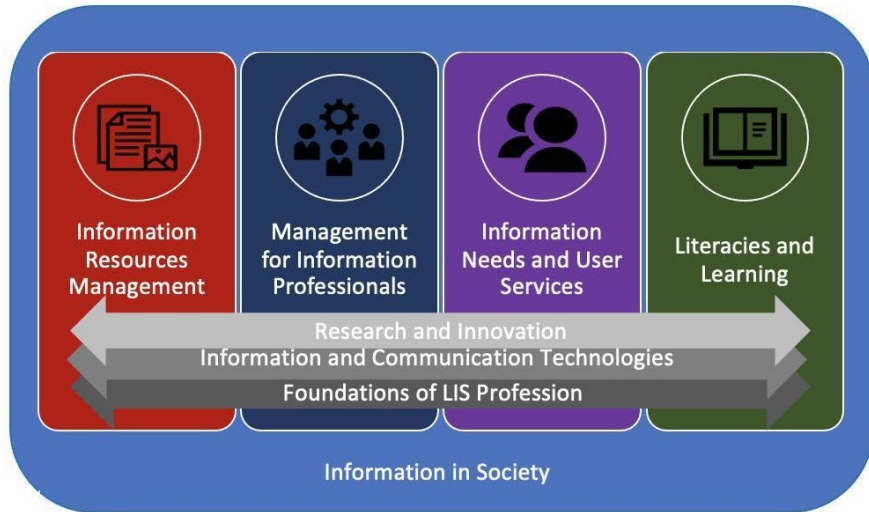 Information
Resources
Management
Management
for Information
Professionals
Information
Needs and User
Services
Literacies and
Learning
Research and Innovation
Information and Communication Technologies
Foundations of LIS Profession
Information in Society